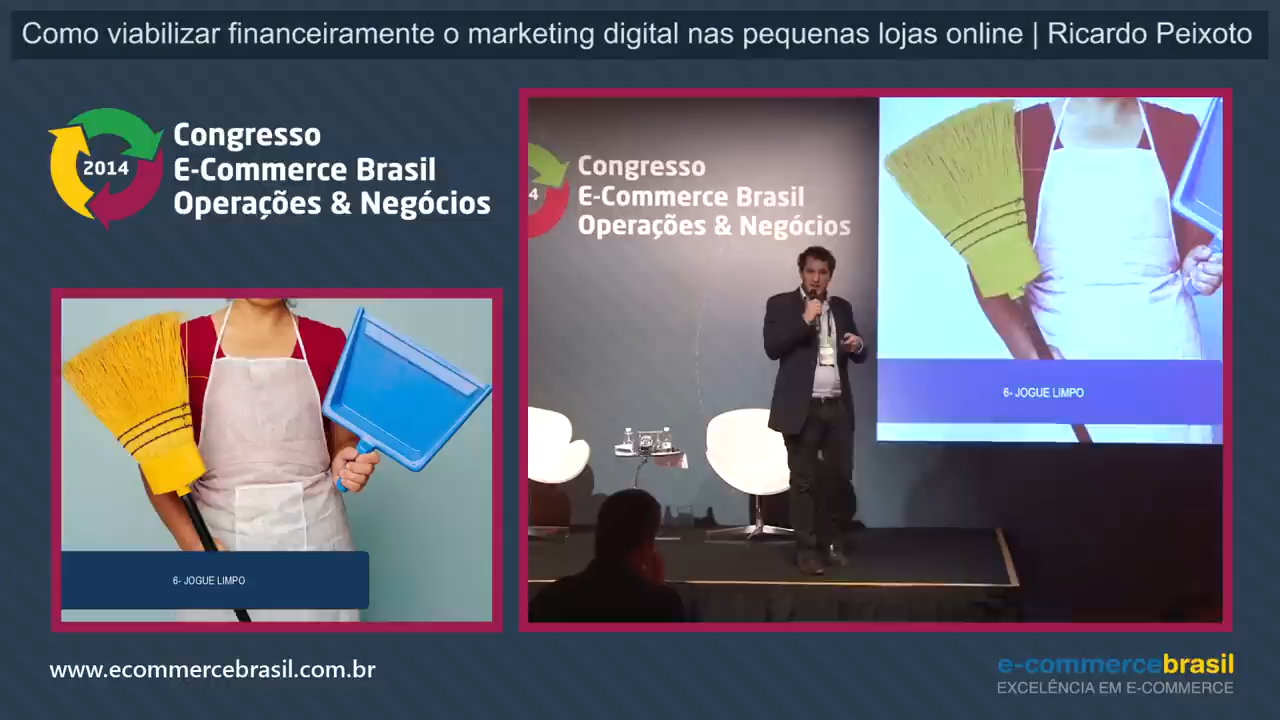 Como viabilizar financeiramente o marketing digital nas pequenas lojas online | Ricardo Peixoto
2014
Congresso
E-Commerce Brasil
Operações & Negócios
4
Congresso
E-Commerce Brasil
Operações & Negócios
6- JOGUE LIMPO
6- JOGUE LIMPO
www.ecommercebrasil.com.br
e-commercebrasil
EXCELÊNCIA EM E-COMMERCE